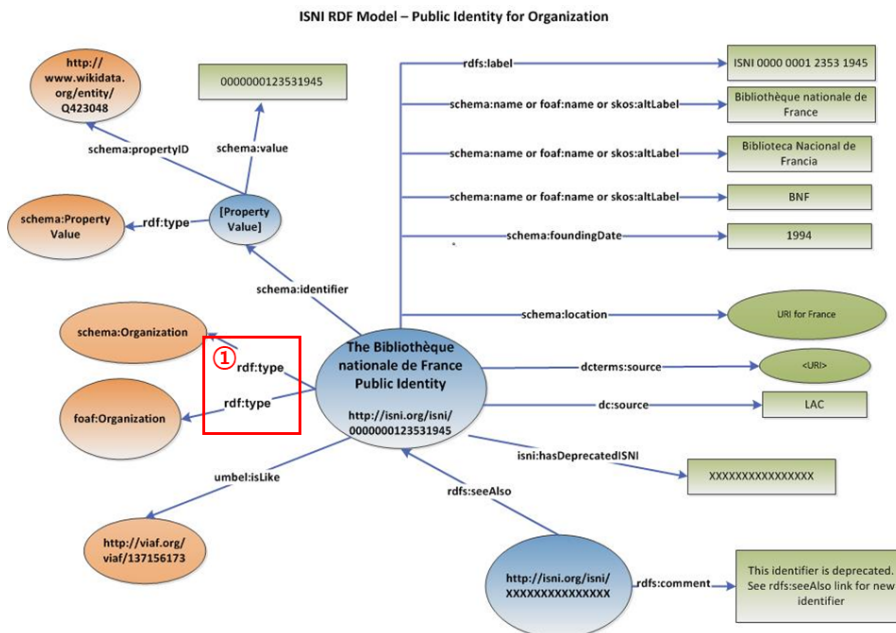 ISNI RDF Model – Public Identity for Organization
http://
www.wikidata.
org/entity/
Q423048
0000000123531945
schema:propertyID
schema:value
schema:Property
Value
rdf:type
[Property
Value]
schema:identifier
schema:Organization
①
rdf:type
foaf:Organization
rdf:type
umbel:isLike
http://viaf.org/
viaf/137156173
The Bibliothèque
nationale de France
Public Identity
http://isni.org/isni/
0000000123531945
rdfs:label
ISNI 0000 0001 2353 1945
schema:name or foaf:name or skos:altLabel
Bibliothèque nationale de
France
schema:name or foaf:name or skos:altLabel
Biblioteca Nacional de
Francia
schema:name or foaf:name or skos:altLabel
BNF
schema:foundingDate
1994
schema:location
URI for France
dcterms:source
<URI>
dc:source
LAC
isni:hasDeprecatedISNI
XXXXXXXXXXXXXXXX
rdfs:seeAlso
http://isni.org/isni/
XXXXXXXXXXXXXXX
rdfs:comment
This identifier is deprecated.
See rdfs:seeAlso link for new
identifier